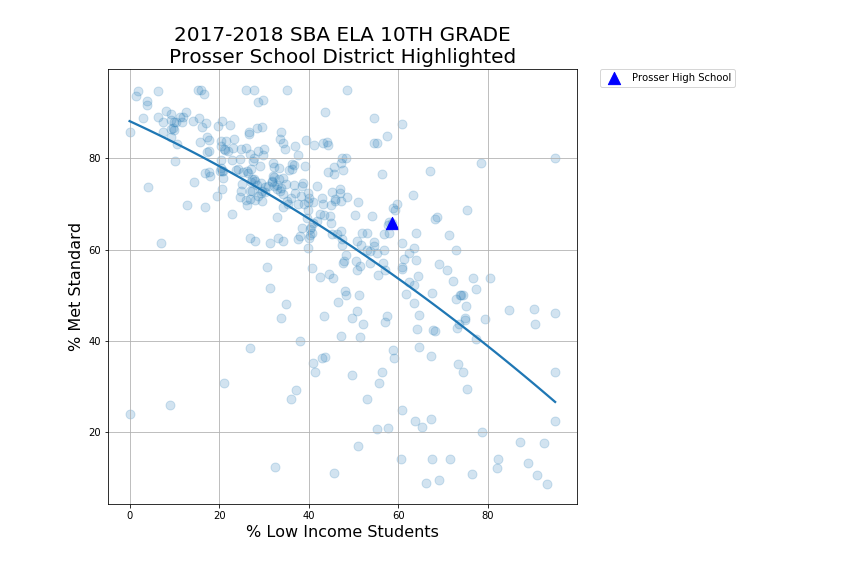 2017-2018 SBA ELA 10TH GRADE
Prosser School District Highlighted
Prosser High School
% Met Standard
80
60
40
20
0 20 40 60 80
% Low Income Students